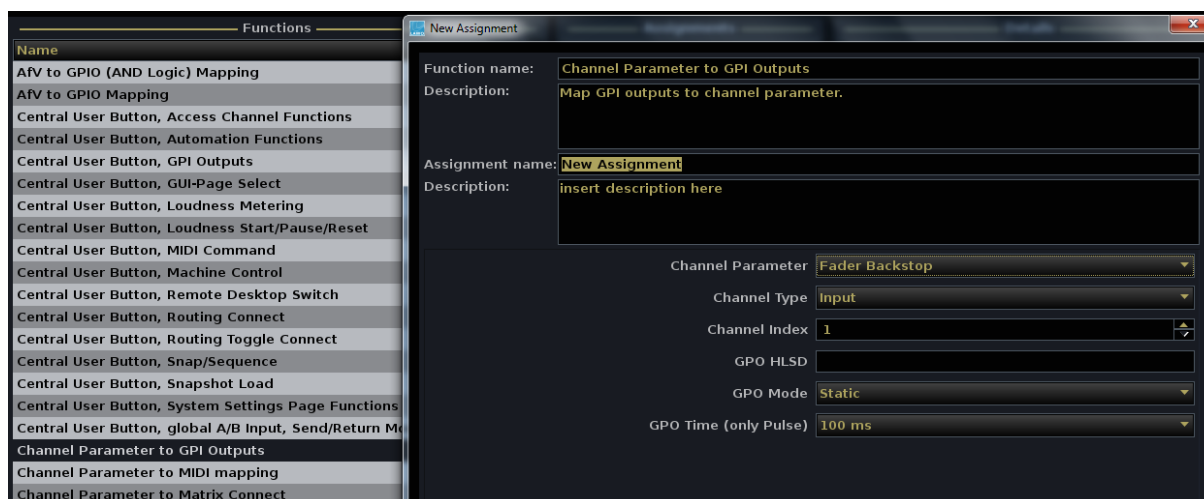 Functions
Name
AfV to GPIO (AND Logic) Mapping
AfV to GPIO Mapping
Central User Button, Access Channel Functions
Central User Button, Automation Functions
Central User Button, GPI Outputs
Central User Button, GUI-Page Select
Central User Button, Loudness Metering
Central User Button, Loudness Start/Pause/Reset
Central User Button, MIDI Command
Central User Button, Machine Control
Central User Button, Remote Desktop Switch
Central User Button, Routing Connect
Central User Button, Routing Toggle Connect
Central User Button, Snap/Sequence
Central User Button, Snapshot Load
Central User Button, System Settings Page Functions
Central User Button, global A/B Input, Send/Return
Channel Parameter to GPI Outputs
Channel Parameter to MIDI mapping
Channel Parameter to Matrix Connect
New Assignment
Function name: Channel Parameter to GPI Outputs
Description: Map GPI outputs to channel parameter.
Assignment name: New Assignment
Description: insert description here
Channel Parameter Fader Backstop
Channel Type Input
Channel Index 1
GPO HLSD
GPO Mode Static
GPO Time (only Pulse) 100 ms